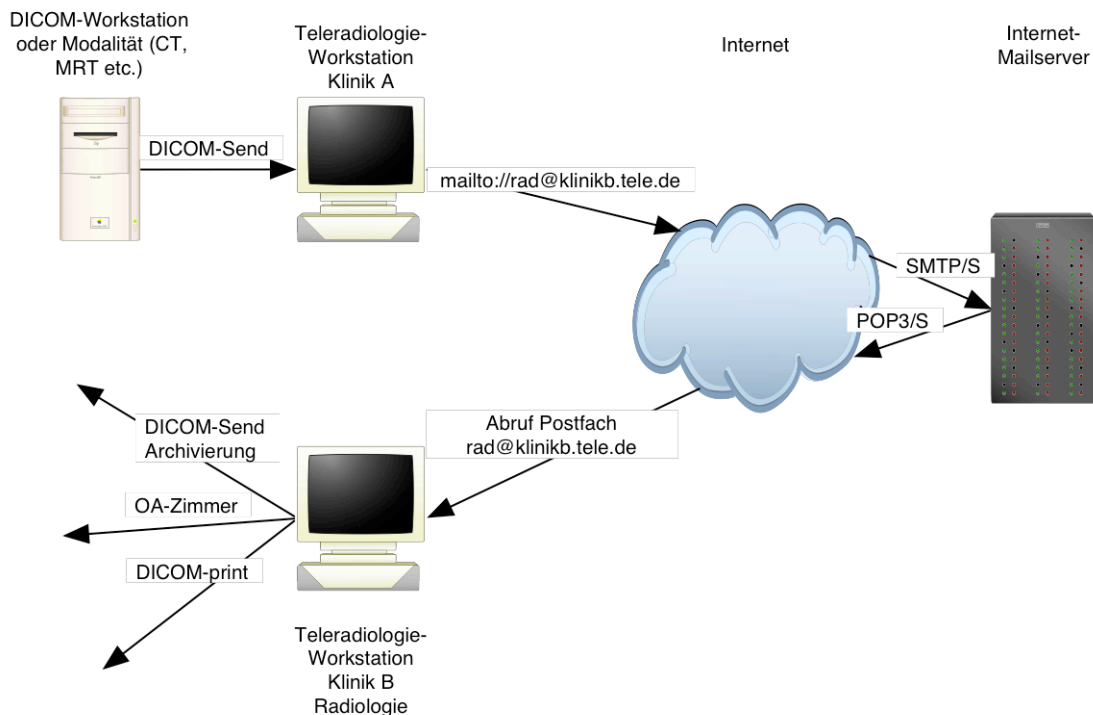 DICOM-Workstation
oder Modalität (CT,
MRT etc.)
Teleradiologie-
Workstation
Klinik A
Internet
Internet-
Mailserver
DICOM-Send
mailto://rad@klinikb.tele.de
SMTP/S
POP3/S
Abruf Postfach
rad@klinikb.tele.de
DICOM-Send
Archivierung
OA-Zimmer
DICOM-print
Teleradiologie-
Workstation
Klinik B
Radiologie